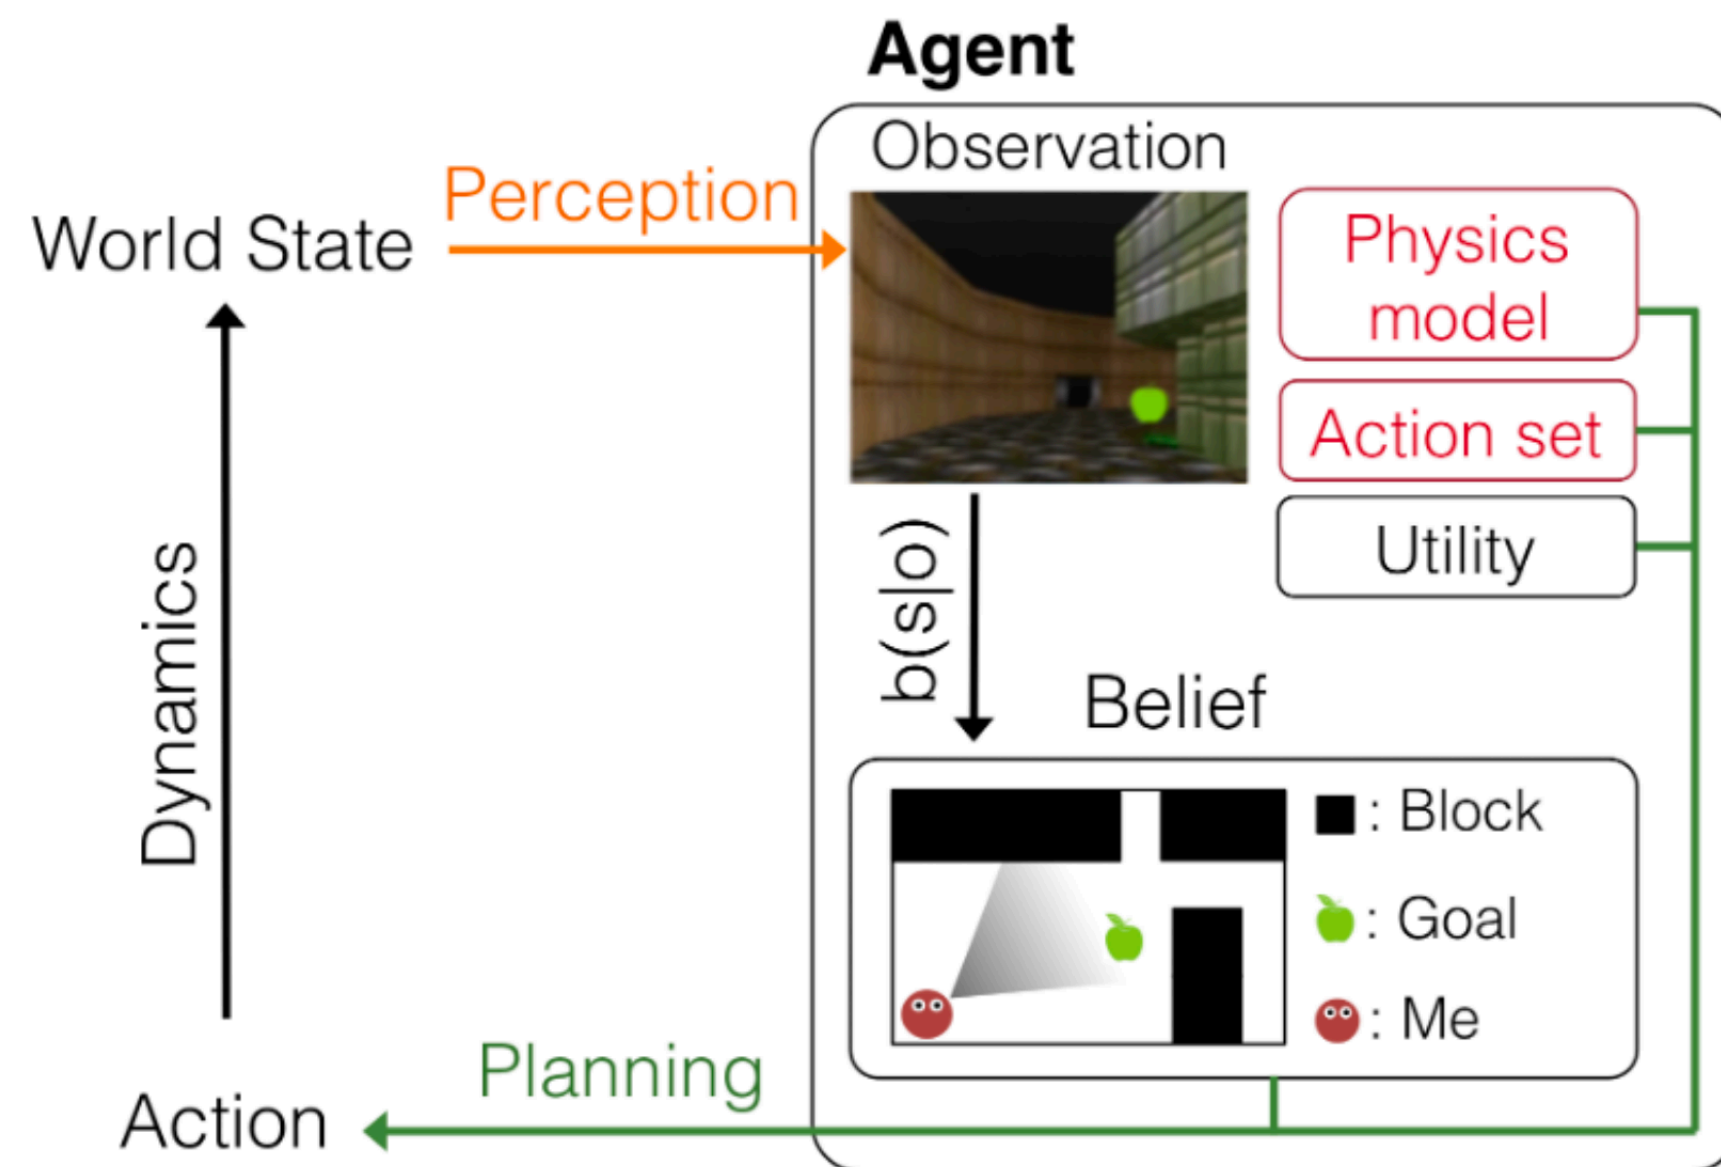 Agent
Observation
Perception
World State
Physics
model
Action set
Utility
b(s|o)
Dynamics
Belief
: Block
: Goal
: Me
Planning
Action